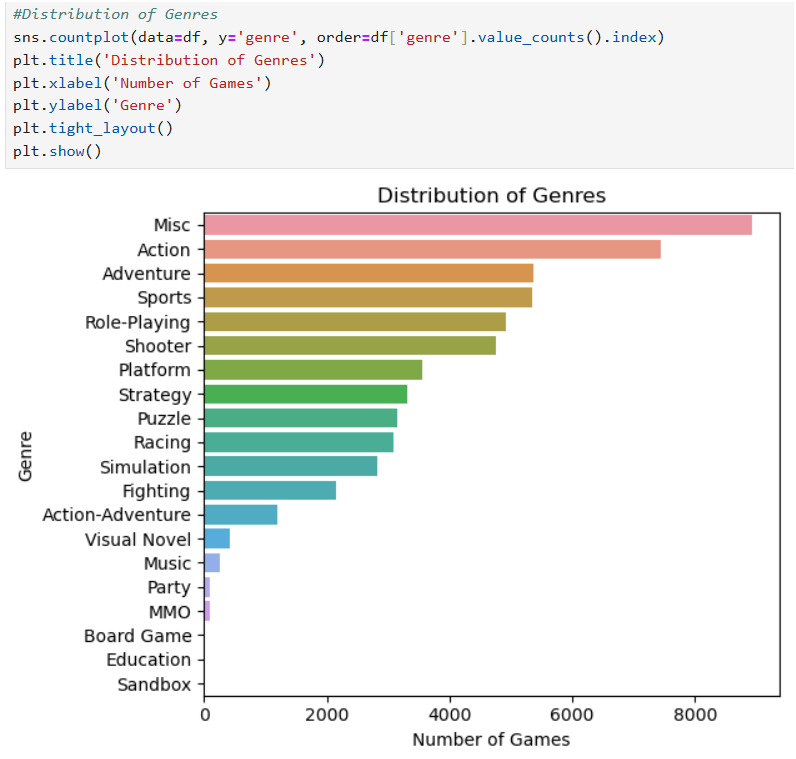 #Distribution of Genres
sns.countplot(data=df, y='genre', order=df['genre'].value_counts().index)
plt.title('Distribution of Genres')
plt.xlabel('Number of Games')
plt.ylabel('Genre')
plt.tight_layout()
plt.show()
Distribution of Genres
Misc
Action
Adventure
Sports
Role-Playing
Shooter
Platform
Strategy
Puzzle
Racing
Simulation
Fighting
Action-Adventure
Visual Novel
Music
Party
MMO
Board Game
Education
Sandbox
Genre
0 2000 4000 6000 8000
Number of Games